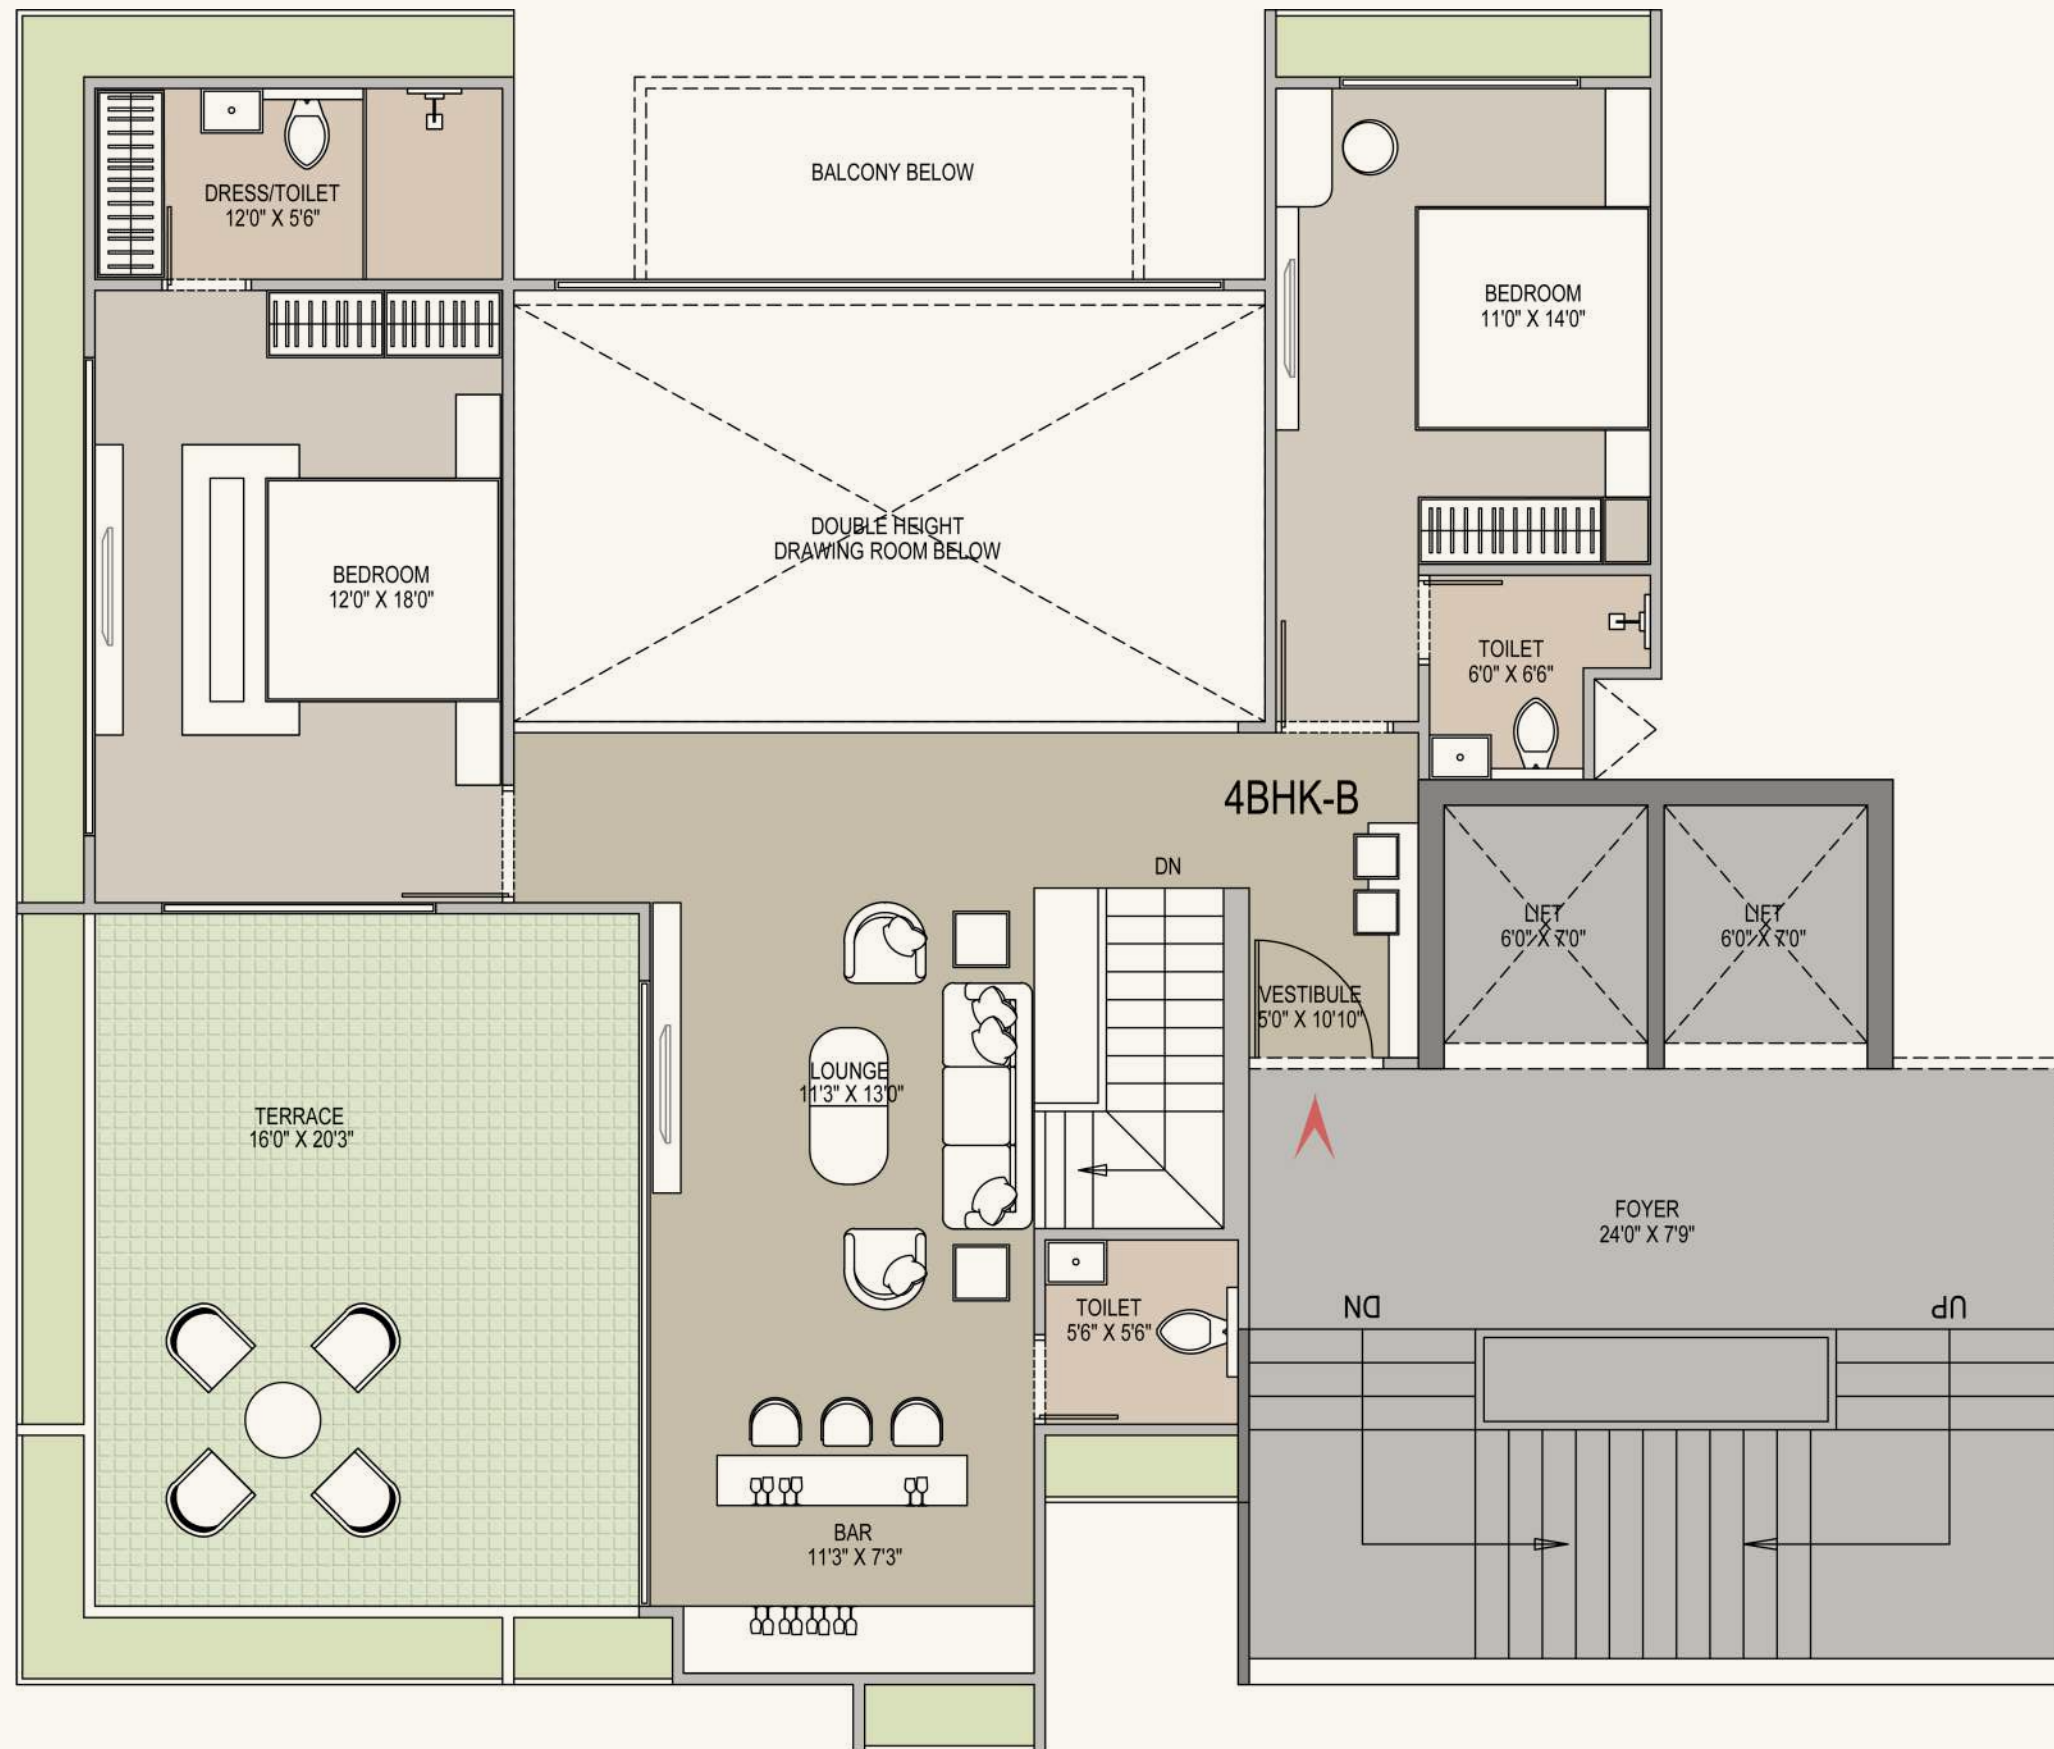 BALCONY BELOW
DRESS/TOILET
12'0" X 5'6"
BEDROOM
11'0" X 14'0"
DOUBLE HEIGHT
DRAWING ROOM BELOW
BEDROOM
12'0" X 18'0"
TOILET
6'0" X 6'6"
4BHK-B
DN
LIFT
6'0" X 7'0"
LIFT
6'0" X 7'0"
VESTIBULE
5'0" X 10'10"
LOUNGE
11'3" X 13'0"
TERRACE
16'0" X 20'3"
FOYER
24'0" X 7'9"
TOILET
5'6" X 5'6"
DN
UP
BAR
11'3" X 7'3"